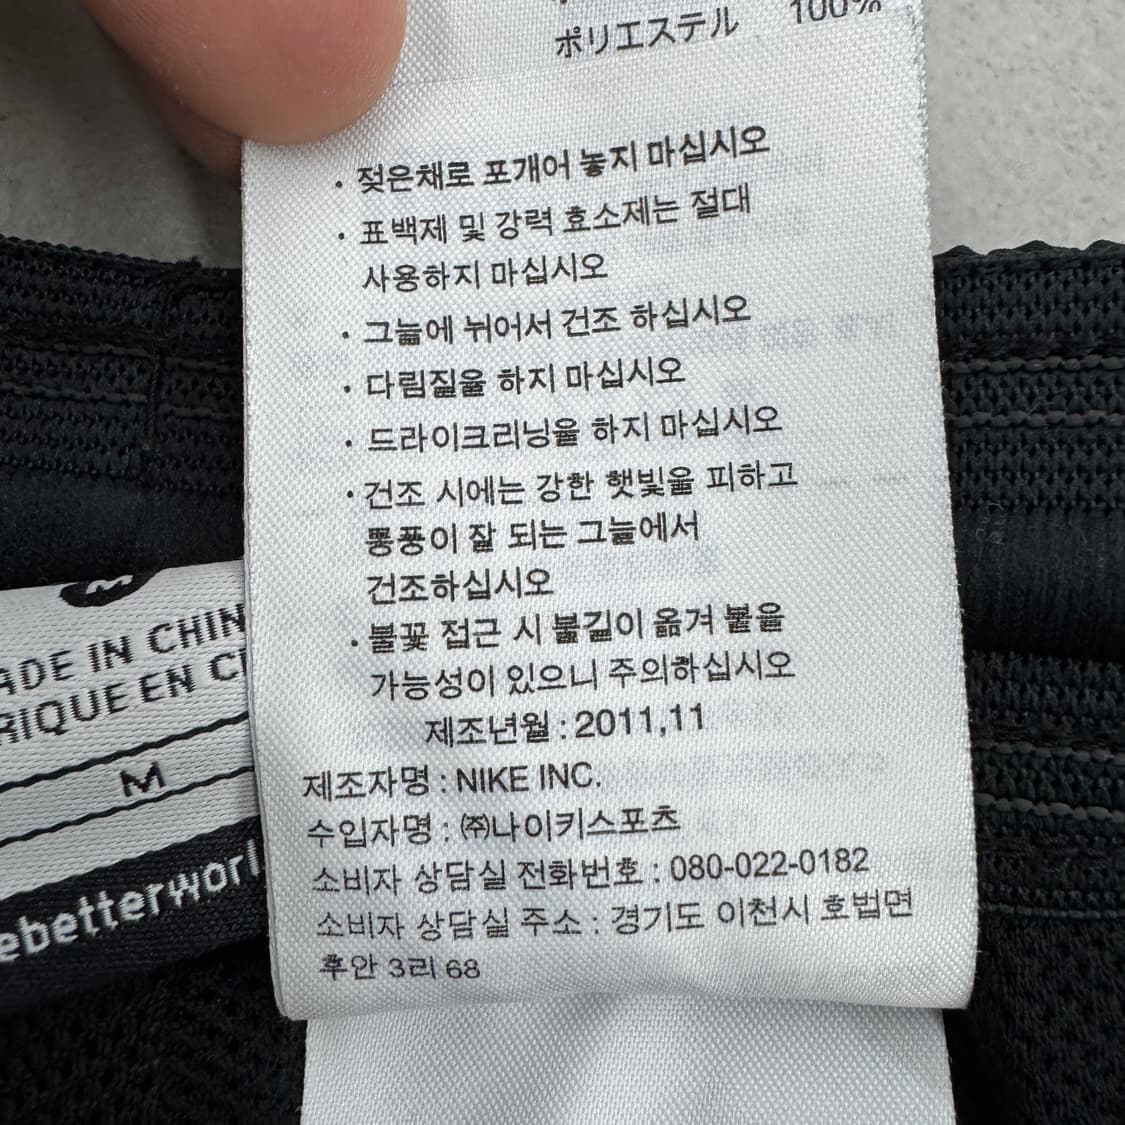 ポリエステル 100%
· 젖은채로 포개어 놓지 마십시오
· 표백제 및 강력 효소제는 절대
사용하지 마십시오
· 그늘에 뉘어서 건조 하십시오
· 다림질을 하지 마십시오
· 드라이크리닝을 하지 마십시오
· 건조 시에는 강한 햇빛을 피하고
통풍이 잘 되는 그늘에서
건조하십시오
· 불꽃 접근 시 불길이 옮겨 붙을
가능성이 있으니 주의하십시오
제조년월 : 2011,11
제조자명 : NIKE INC.
수입자명 : ㈜나이키스포츠
소비자 상담실 전화번호 : 080-022-0182
소비자 상담실 주소 : 경기도 이천시 호법면
후안 3리 68
M
ADE IN CHIN
RIQUE EN C
M
ebetterworl